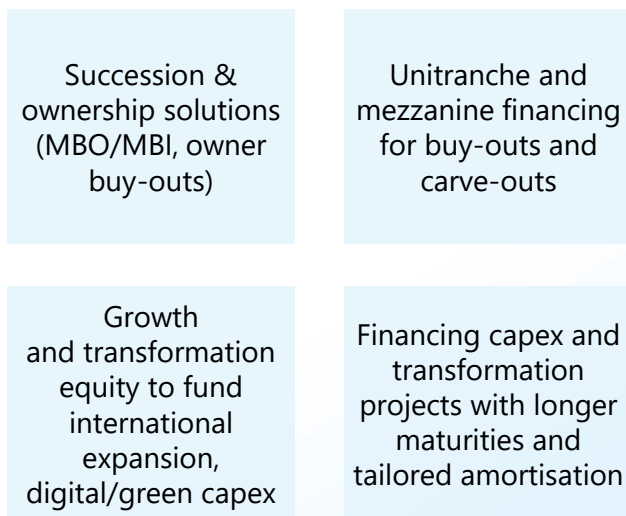 Succession &
ownership solutions
(MBO/MBI, owner
buy-outs)
Unitranche and
mezzanine financing
for buy-outs and
carve-outs
Growth
and transformation
equity to fund
international
expansion,
digital/green capex
Financing capex and
transformation
projects with longer
maturities and
tailored amortisation